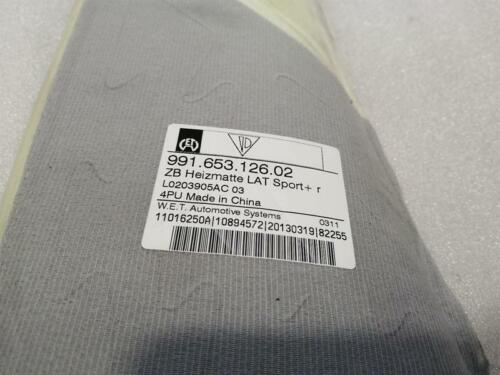 991.653.126.02
ZB Heizmatte LAT Sport+ r
L0203905AC 03
4PU Made in China
W.E.T. Automotive Systems 0311
11016250A|10894572|20130319|82255